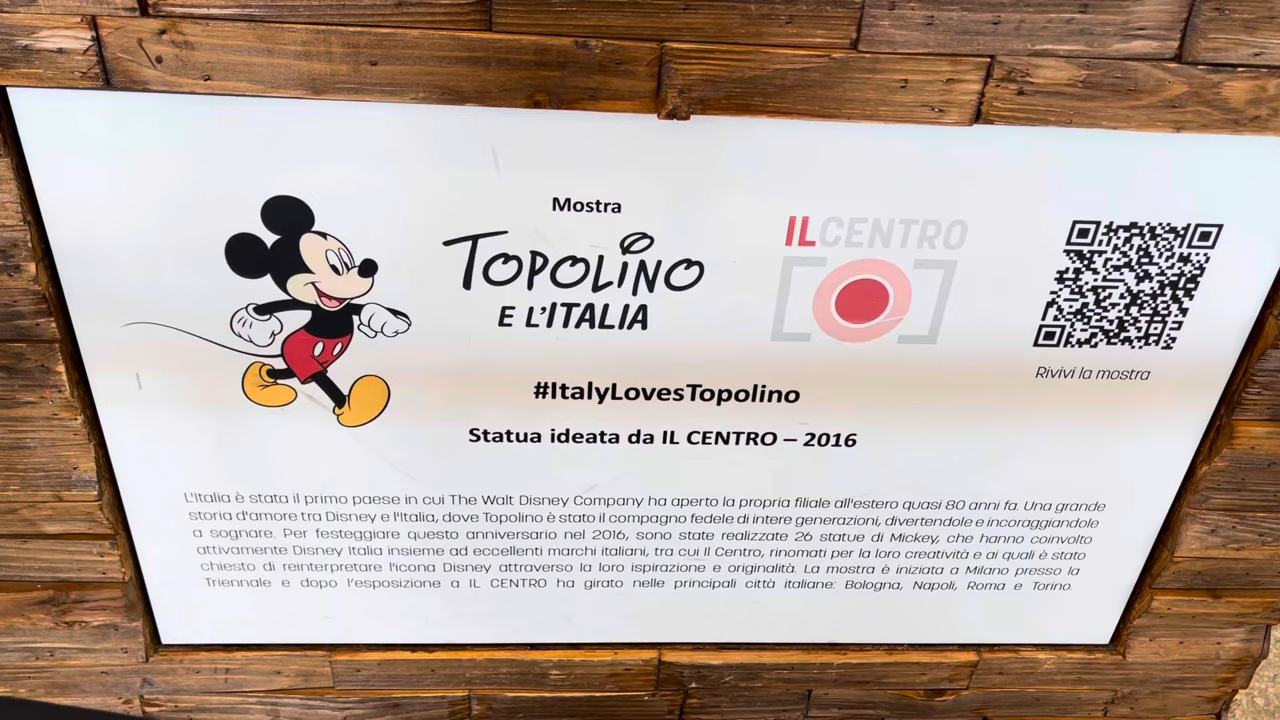 Mostra
TOPOLINO
E L'ITALIA
IL CENTRO
Rivivi la mostra
#ItalyLovesTopolino
Statua ideata da IL CENTRO – 2016
L'Italia è stata il primo paese in cui The Walt Disney Company ha aperto la propria filiale all'estero quasi 80 anni fa. Una grande
storia d'amore tra Disney e l'Italia, dove Topolino è stato il compagno fedele di intere generazioni, divertendole e incoraggiandole
a sognare. Per festeggiare questo anniversario nel 2016, sono state realizzate 26 statue di Mickey, che hanno coinvolto
attivamente Disney Italia insieme ad eccellenti marchi italiani, tra cui Il Centro, rinomati per la loro creatività e ai quali è stato
chiesto di reinterpretare l'icona Disney attraverso la loro ispirazione e originalità. La mostra è iniziata a Milano presso la
Triennale e dopo l'esposizione a IL CENTRO ha girato nelle principali città italiane: Bologna, Napoli, Roma e Torino.